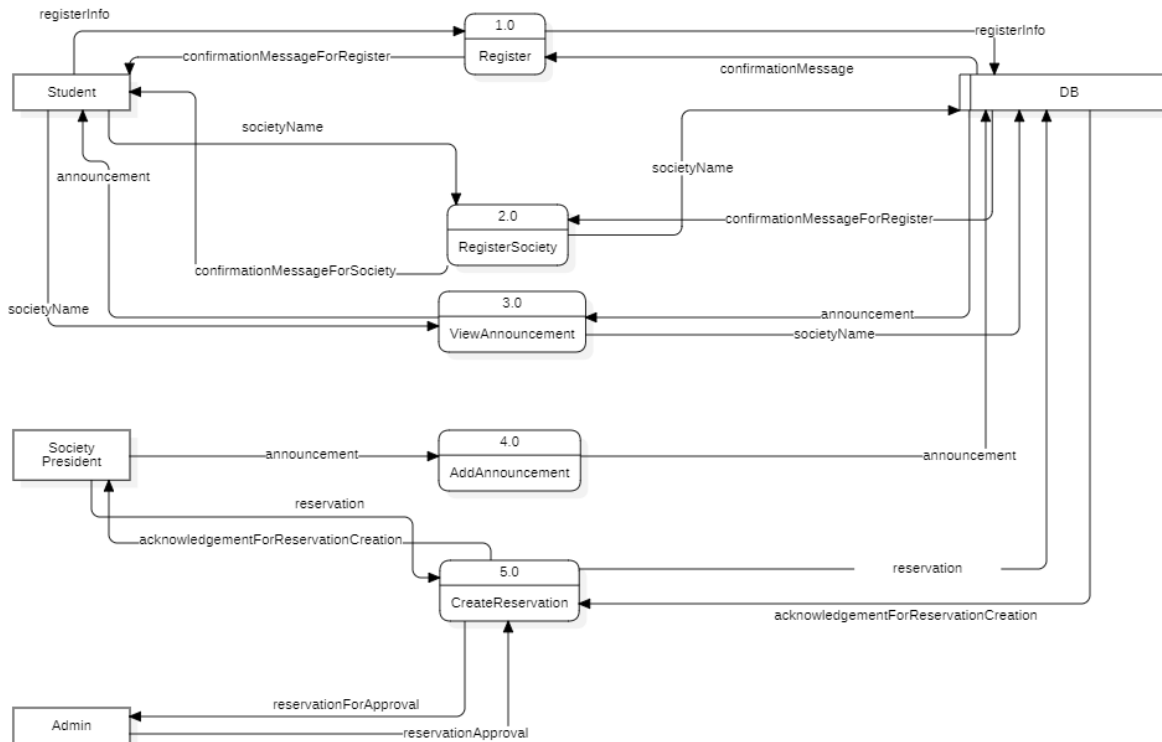 registerInfo
1.0
Register
registerInfo
confirmationMessageForRegister
confirmationMessage
Student
DB
societyName
societyName
announcement
2.0
RegisterSociety
confirmationMessageForRegister
confirmationMessageForSociety
societyName
3.0
ViewAnnouncement
announcement
societyName
Society
President
announcement
4.0
AddAnnouncement
announcement
reservation
acknowledgementForReservationCreation
5.0
CreateReservation
reservation
acknowledgementForReservationCreation
reservationForApproval
Admin
reservationApproval